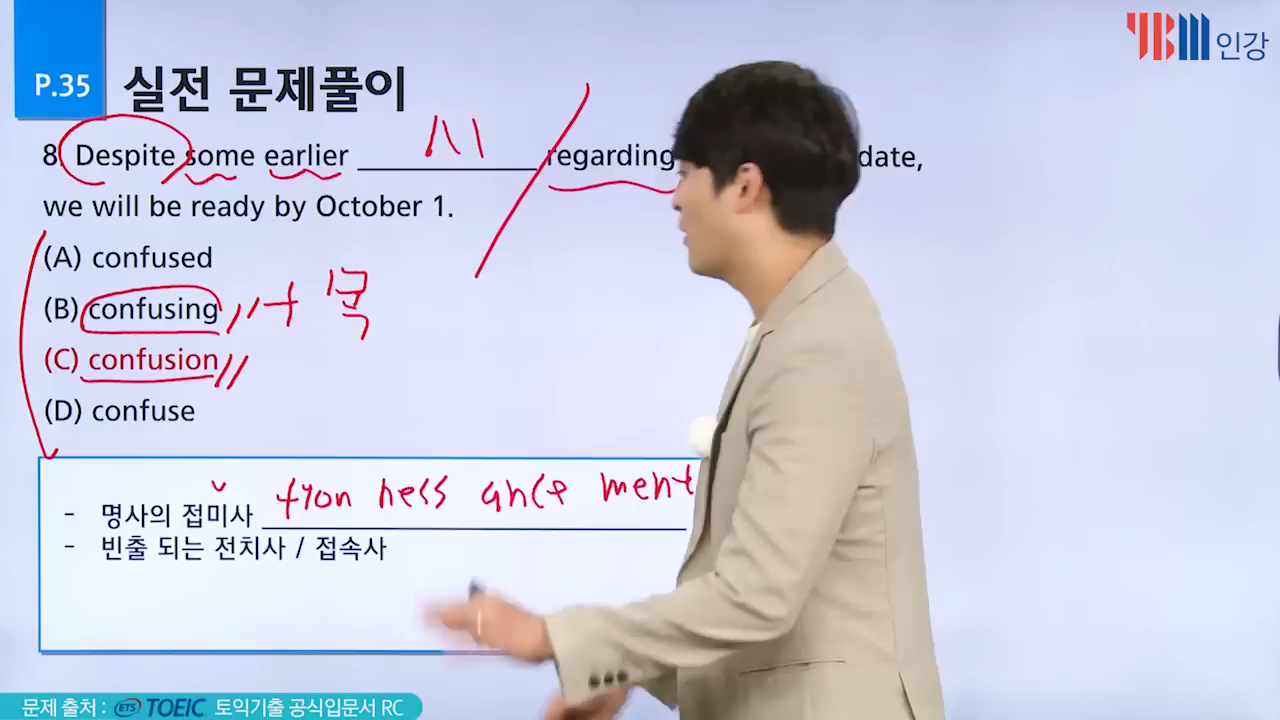 YBM 인강
P.35 실전 문제풀이
8 Despite some earlier ____ regarding date,
we will be ready by October 1.
(A) confused
(B) confusing + 목
(C) confusion
(D) confuse
- 명사의 접미사 tion ness ance ment
- 빈출 되는 전치사 / 접속사
문제 출처 : ETS TOEIC 토익기출 공식입문서 RC